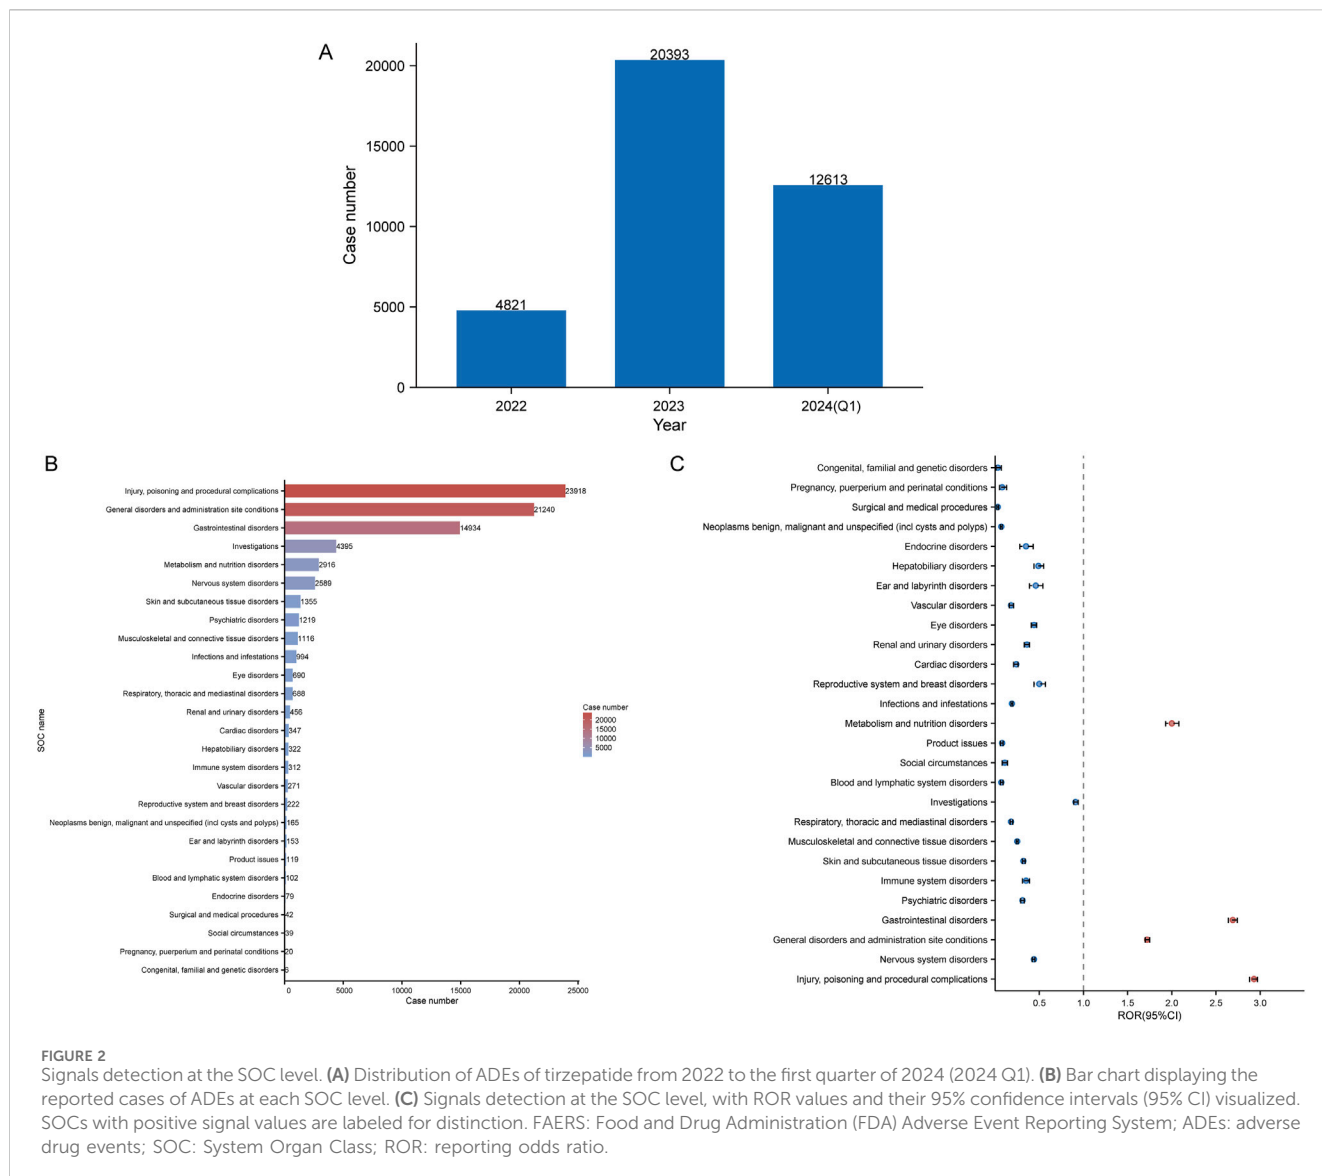 A
20000
15000
10000
5000
0
Case number
20393
12613
4821
2022
2023
2024(Q1)
Year
B
SOC name
Injury, poisoning and procedural complications 23918
General disorders and administration site conditions 21240
Gastrointestinal disorders 14934
Investigations 4395
Metabolism and nutrition disorders 2916
Nervous system disorders 2589
Skin and subcutaneous tissue disorders 1355
Psychiatric disorders 1219
Musculoskeletal and connective tissue disorders 1116
Infections and infestations 994
Eye disorders 690
Respiratory, thoracic and mediastinal disorders 688
Renal and urinary disorders 456
Cardiac disorders 347
Hepatobiliary disorders 322
Immune system disorders 312
Vascular disorders 271
Reproductive system and breast disorders 222
Neoplasms benign, malignant and unspecified (incl cysts and polyps) 165
Ear and labyrinth disorders 153
Product issues 119
Blood and lymphatic system disorders 102
Endocrine disorders 79
Surgical and medical procedures 42
Social circumstances 39
Pregnancy, puerperium and perinatal conditions 20
Congenital, familial and genetic disorders 6
0 5000 10000 15000 20000 25000
Case number
Case number
20000
15000
10000
5000
C
Congenital, familial and genetic disorders
Pregnancy, puerperium and perinatal conditions
Surgical and medical procedures
Neoplasms benign, malignant and unspecified (incl cysts and polyps)
Endocrine disorders
Hepatobiliary disorders
Ear and labyrinth disorders
Vascular disorders
Eye disorders
Renal and urinary disorders
Cardiac disorders
Reproductive system and breast disorders
Infections and infestations
Metabolism and nutrition disorders
Product issues
Social circumstances
Blood and lymphatic system disorders
Investigations
Respiratory, thoracic and mediastinal disorders
Musculoskeletal and connective tissue disorders
Skin and subcutaneous tissue disorders
Immune system disorders
Psychiatric disorders
Gastrointestinal disorders
General disorders and administration site conditions
Nervous system disorders
Injury, poisoning and procedural complications
0.5 1.0 1.5 2.0 2.5 3.0
ROR(95%CI)
FIGURE 2
Signals detection at the SOC level. (A) Distribution of ADEs of tirzepatide from 2022 to the first quarter of 2024 (2024 Q1). (B) Bar chart displaying the
reported cases of ADEs at each SOC level. (C) Signals detection at the SOC level, with ROR values and their 95% confidence intervals (95% CI) visualized.
SOCs with positive signal values are labeled for distinction. FAERS: Food and Drug Administration (FDA) Adverse Event Reporting System; ADEs: adverse
drug events; SOC: System Organ Class; ROR: reporting odds ratio.